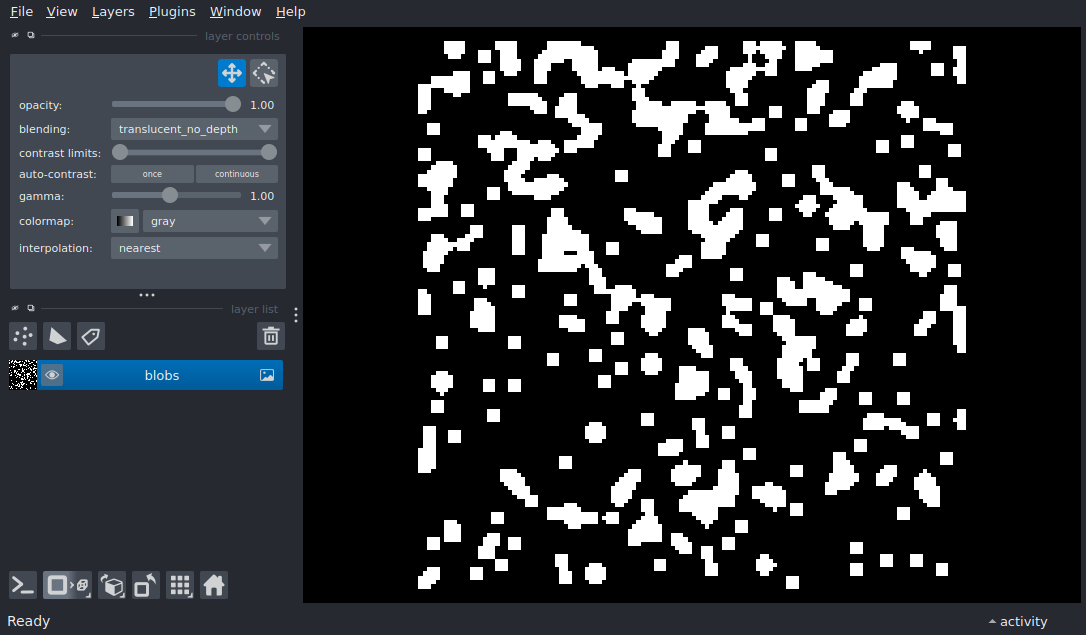 File View Layers Plugins Window Help
layer controls
opacity: 1.00
blending: translucent_no_depth
contrast limits:
auto-contrast: once continuous
gamma: 1.00
colormap: gray
interpolation: nearest
layer list
blobs
Ready
activity